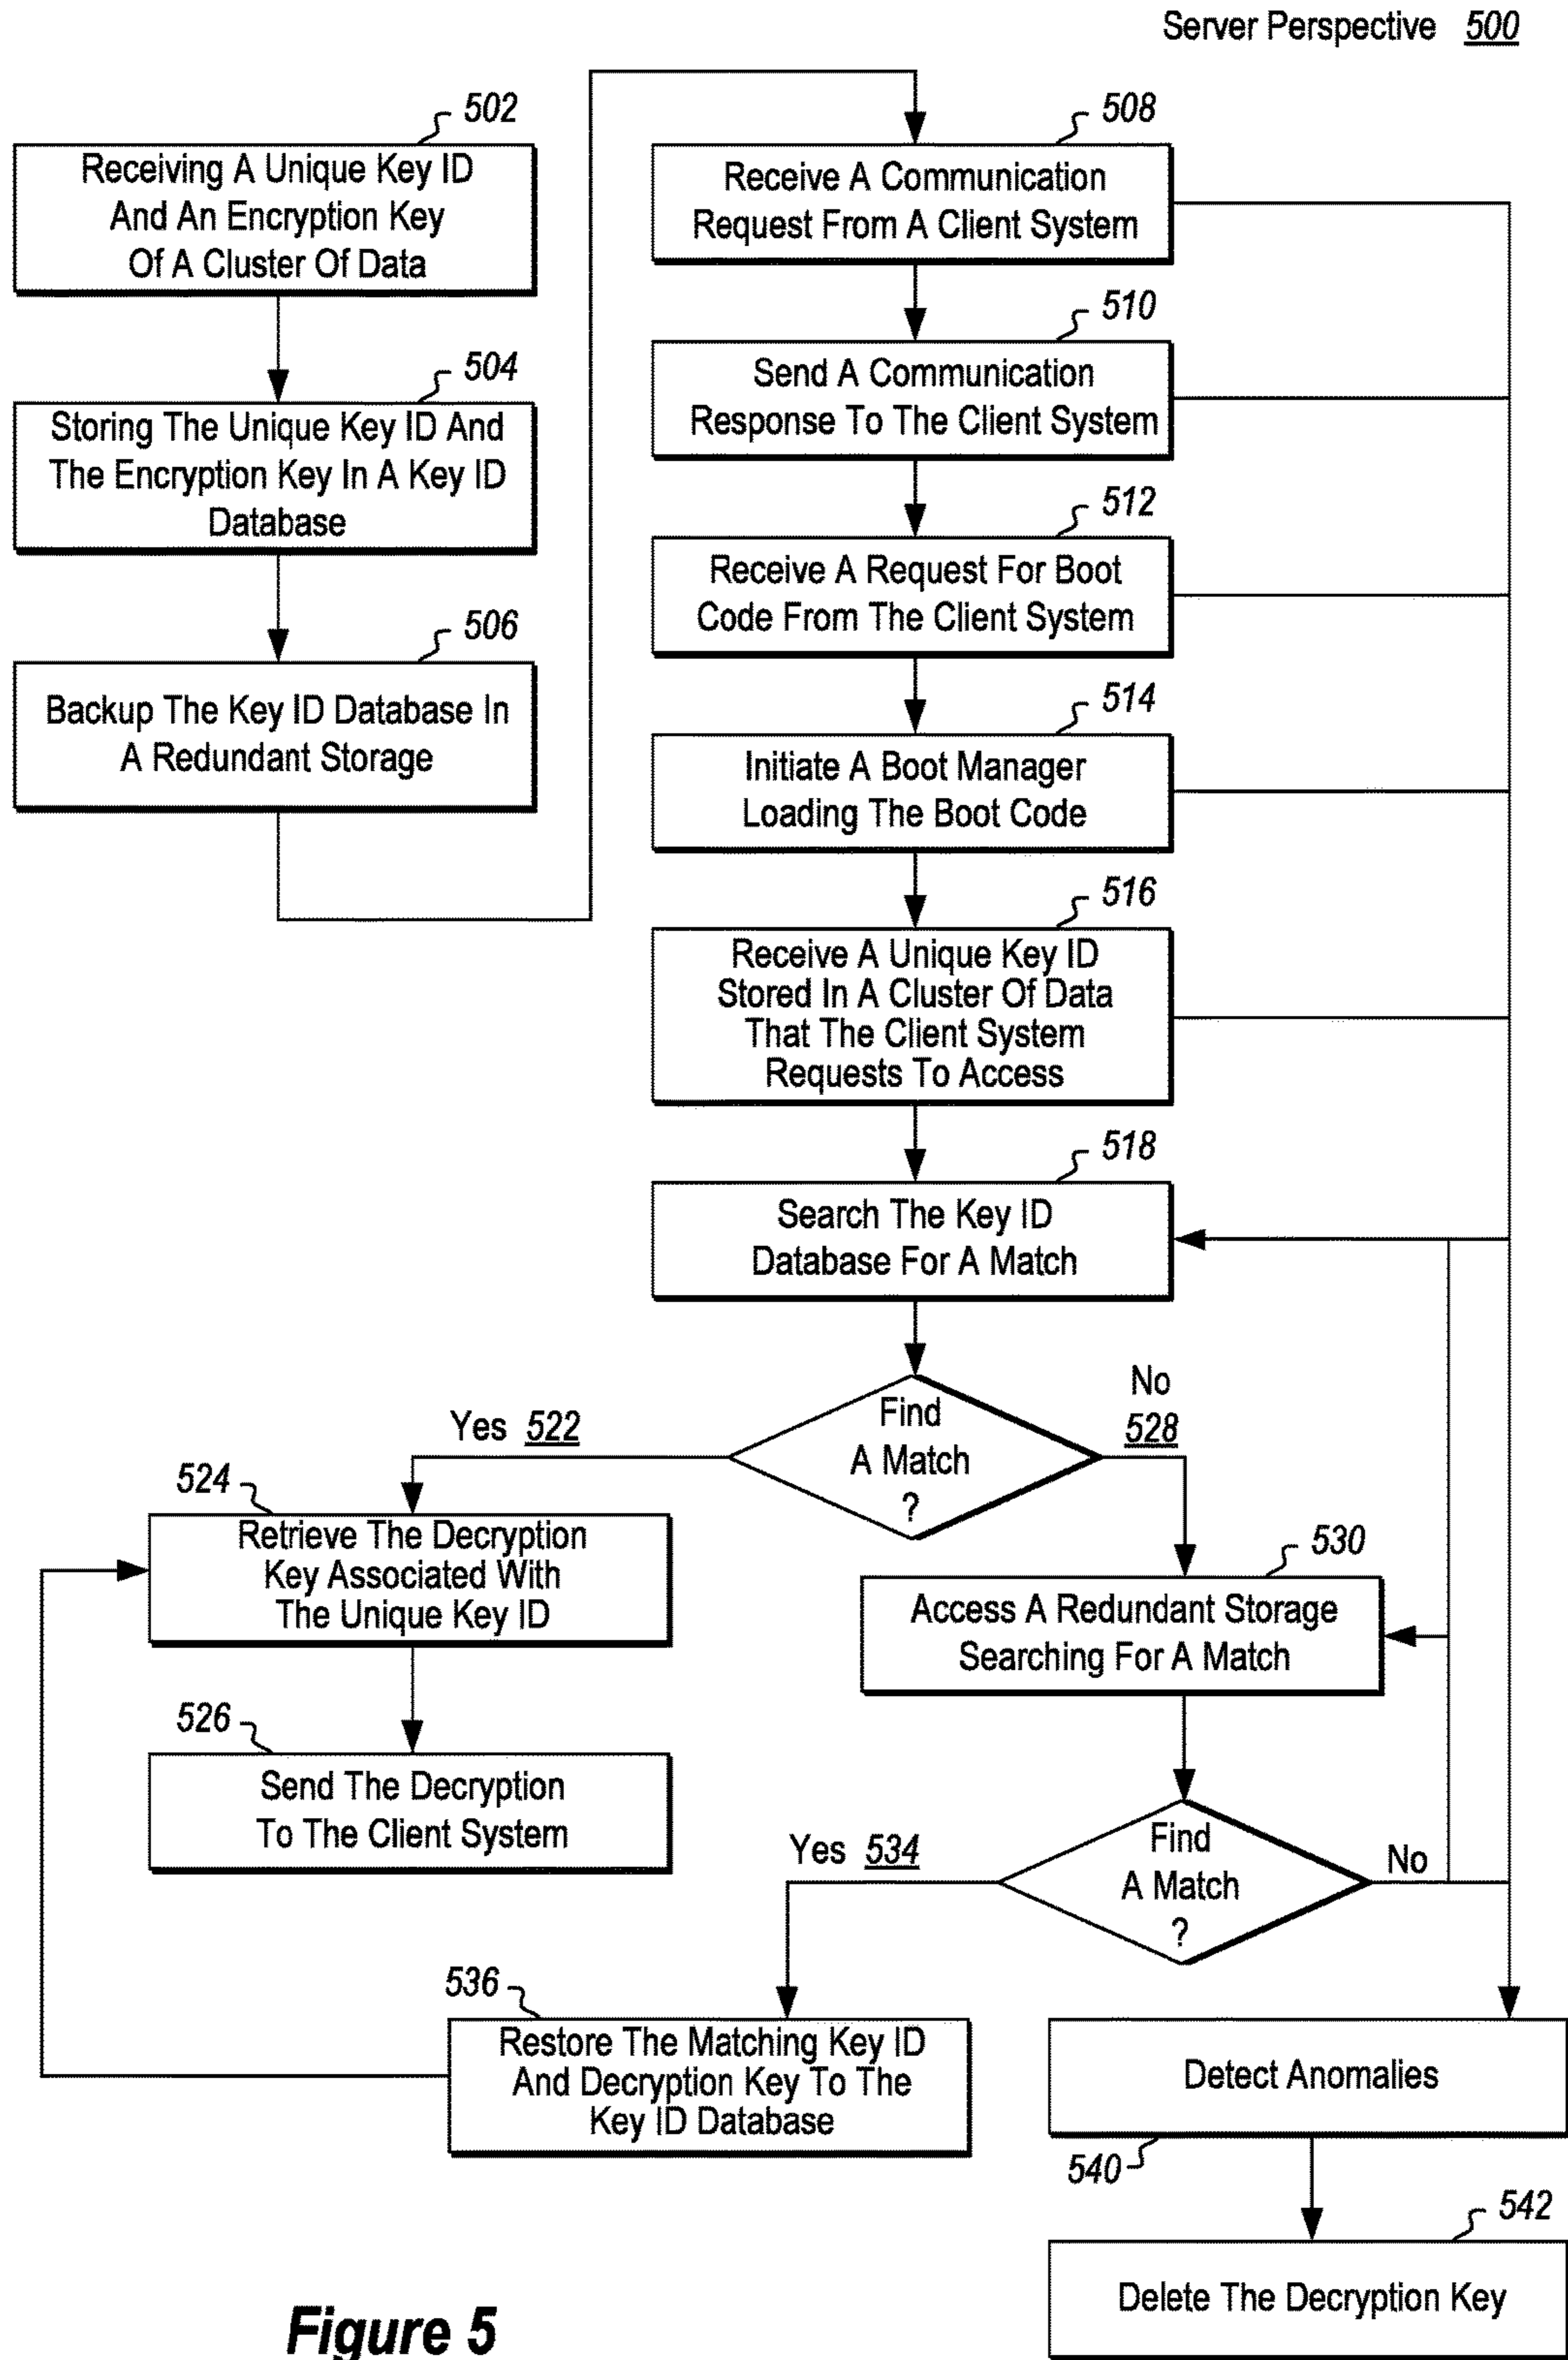 Server Perspective 500
502
Receiving A Unique Key ID
And An Encryption Key
Of A Cluster Of Data
504
Storing The Unique Key ID And
The Encryption Key In A Key ID
Database
506
Backup The Key ID Database In
A Redundant Storage
508
Receive A Communication
Request From A Client System
510
Send A Communication
Response To The Client System
512
Receive A Request For Boot
Code From The Client System
514
Initiate A Boot Manager
Loading The Boot Code
516
Receive A Unique Key ID
Stored In A Cluster Of Data
That The Client System
Requests To Access
518
Search The Key ID
Database For A Match
Find
A Match
?
Yes 522
No
528
524
Retrieve The Decryption
Key Associated With
The Unique Key ID
526
Send The Decryption
To The Client System
530
Access A Redundant Storage
Searching For A Match
Find
A Match
?
Yes 534
No
536
Restore The Matching Key ID
And Decryption Key To The
Key ID Database
Detect Anomalies
540
542
Delete The Decryption Key
Figure 5